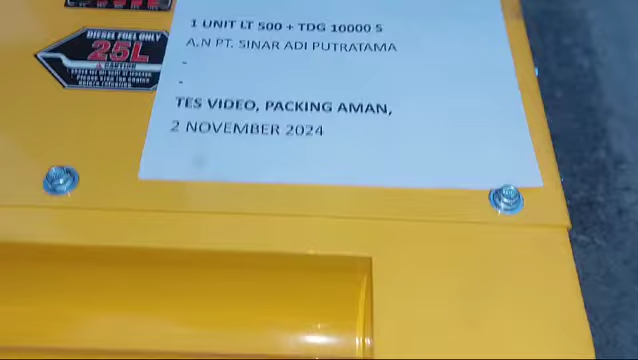 1 UNIT LT 500 + TDG 10000 S
A.N PT. SINAR ADI PUTRATAMA
-
-
TES VIDEO, PACKING AMAN,
2 NOVEMBER 2024
DIESEL FUEL ONLY
25L
CAUTION